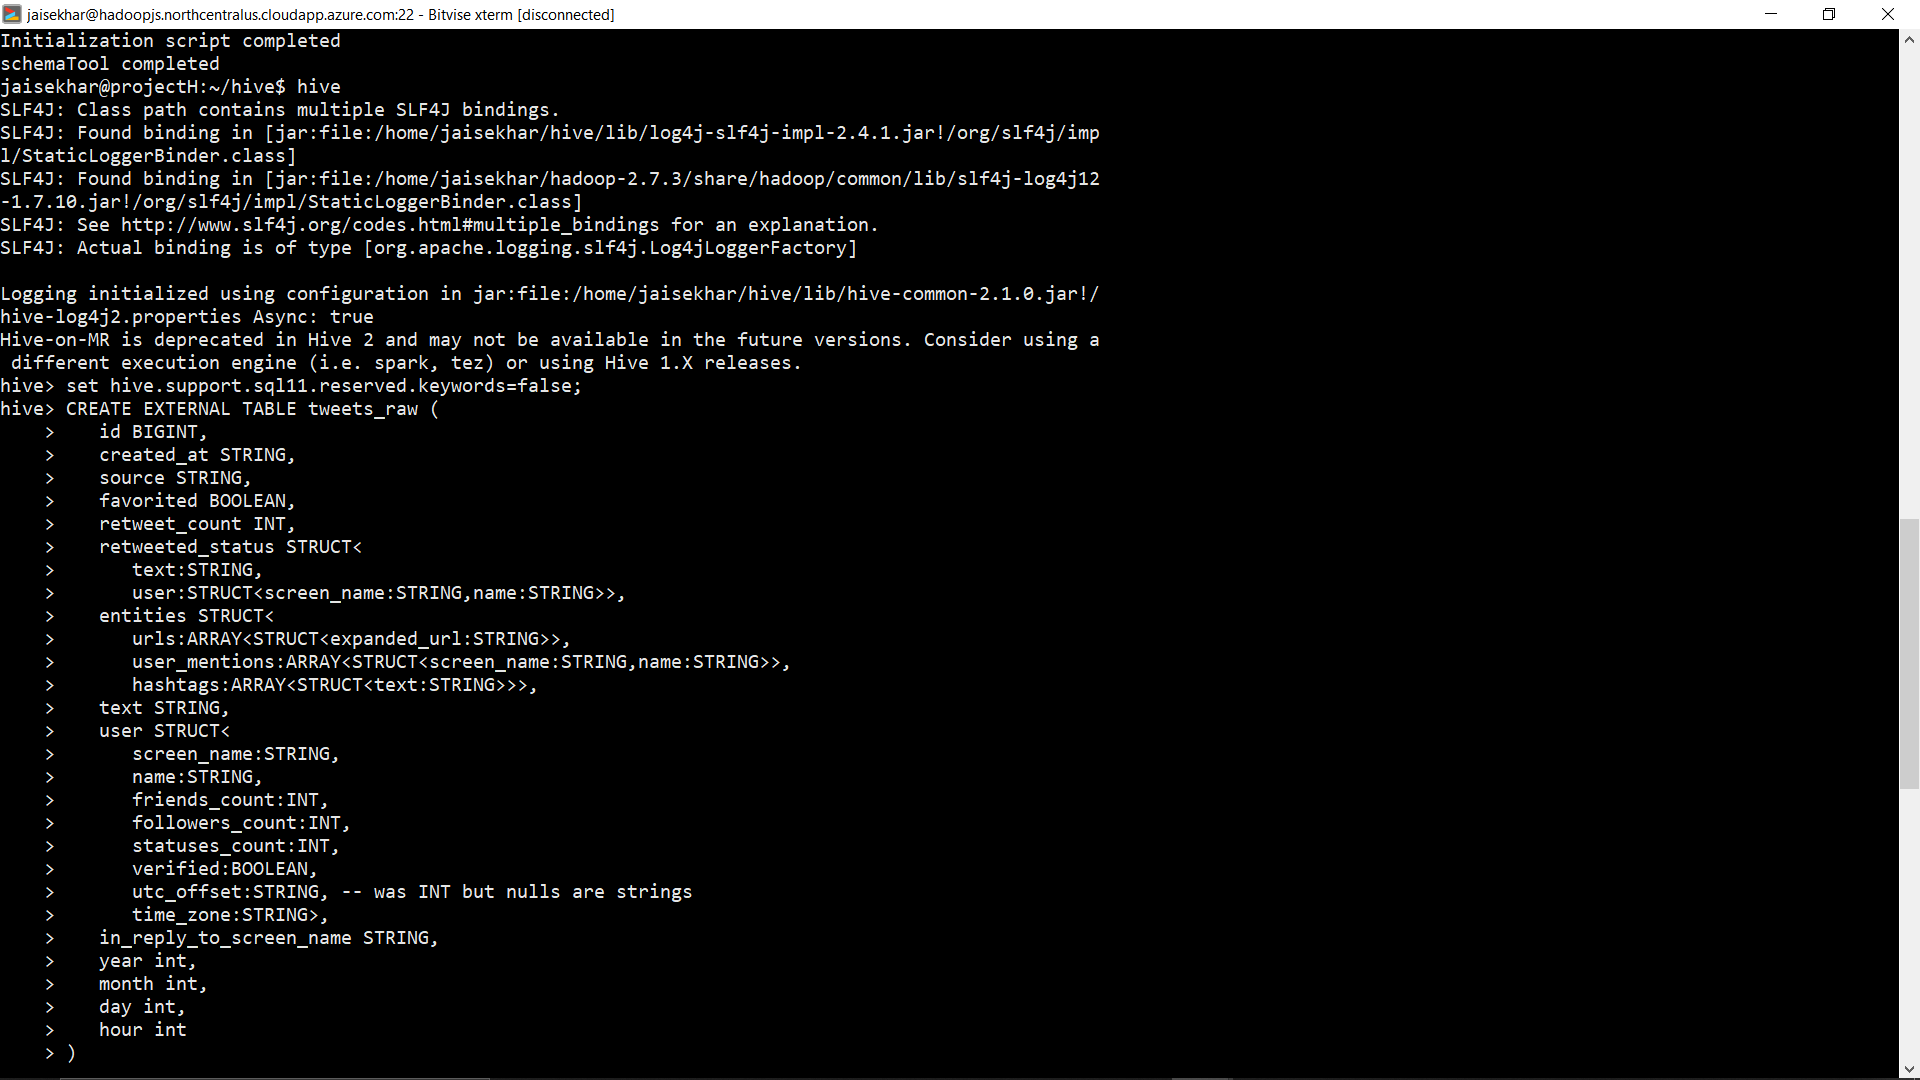 jaisekhar@hadoopjs.northcentralus.cloudapp.azure.com:22 - Bitvise xterm [disconnected]
Initialization script completed
schemaTool completed
jaisekhar@projectH:~/hive$ hive
SLF4J: Class path contains multiple SLF4J bindings.
SLF4J: Found binding in [jar:file:/home/jaisekhar/hive/lib/log4j-slf4j-impl-2.4.1.jar!/org/slf4j/imp
l/StaticLoggerBinder.class]
SLF4J: Found binding in [jar:file:/home/jaisekhar/hadoop-2.7.3/share/hadoop/common/lib/slf4j-log4j12
-1.7.10.jar!/org/slf4j/impl/StaticLoggerBinder.class]
SLF4J: See http://www.slf4j.org/codes.html#multiple_bindings for an explanation.
SLF4J: Actual binding is of type [org.apache.logging.slf4j.Log4jLoggerFactory]

Logging initialized using configuration in jar:file:/home/jaisekhar/hive/lib/hive-common-2.1.0.jar!/
hive-log4j2.properties Async: true
Hive-on-MR is deprecated in Hive 2 and may not be available in the future versions. Consider using a
 different execution engine (i.e. spark, tez) or using Hive 1.X releases.
hive> set hive.support.sql11.reserved.keywords=false;
hive> CREATE EXTERNAL TABLE tweets_raw (
    >    id BIGINT,
    >    created_at STRING,
    >    source STRING,
    >    favorited BOOLEAN,
    >    retweet_count INT,
    >    retweeted_status STRUCT<
    >       text:STRING,
    >       user:STRUCT<screen_name:STRING,name:STRING>>,
    >    entities STRUCT<
    >       urls:ARRAY<STRUCT<expanded_url:STRING>>,
    >       user_mentions:ARRAY<STRUCT<screen_name:STRING,name:STRING>>,
    >       hashtags:ARRAY<STRUCT<text:STRING>>>,
    >    text STRING,
    >    user STRUCT<
    >       screen_name:STRING,
    >       name:STRING,
    >       friends_count:INT,
    >       followers_count:INT,
    >       statuses_count:INT,
    >       verified:BOOLEAN,
    >       utc_offset:STRING, -- was INT but nulls are strings
    >       time_zone:STRING>,
    >    in_reply_to_screen_name STRING,
    >    year int,
    >    month int,
    >    day int,
    >    hour int
    > )